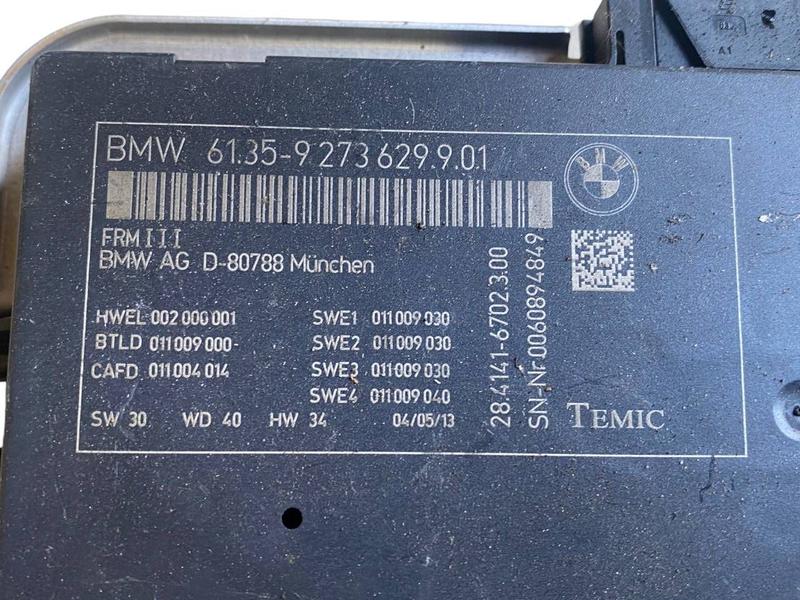 BMW 61.35-9 273 629 9.01
BMW
FRMIII
BMW AG D-80788 München
HWEL 002 000 001
BTLD 011 009 000
CAFD 011 004 014
SWE1 011 009 030
SWE2 011 009 030
SWE3 011 009 030
SWE4 011 009 040
SW 30 WD 40 HW 34 04/05/13
28.4141-6702 3.00
SN-Nr 0060894849
TEMIC
A1